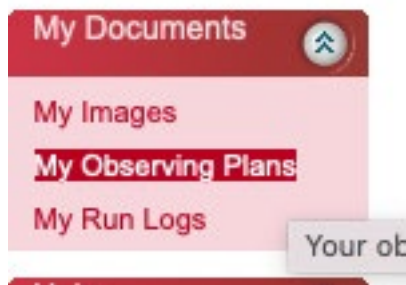 My Documents
My Images
My Observing Plans
My Run Logs
Your ob